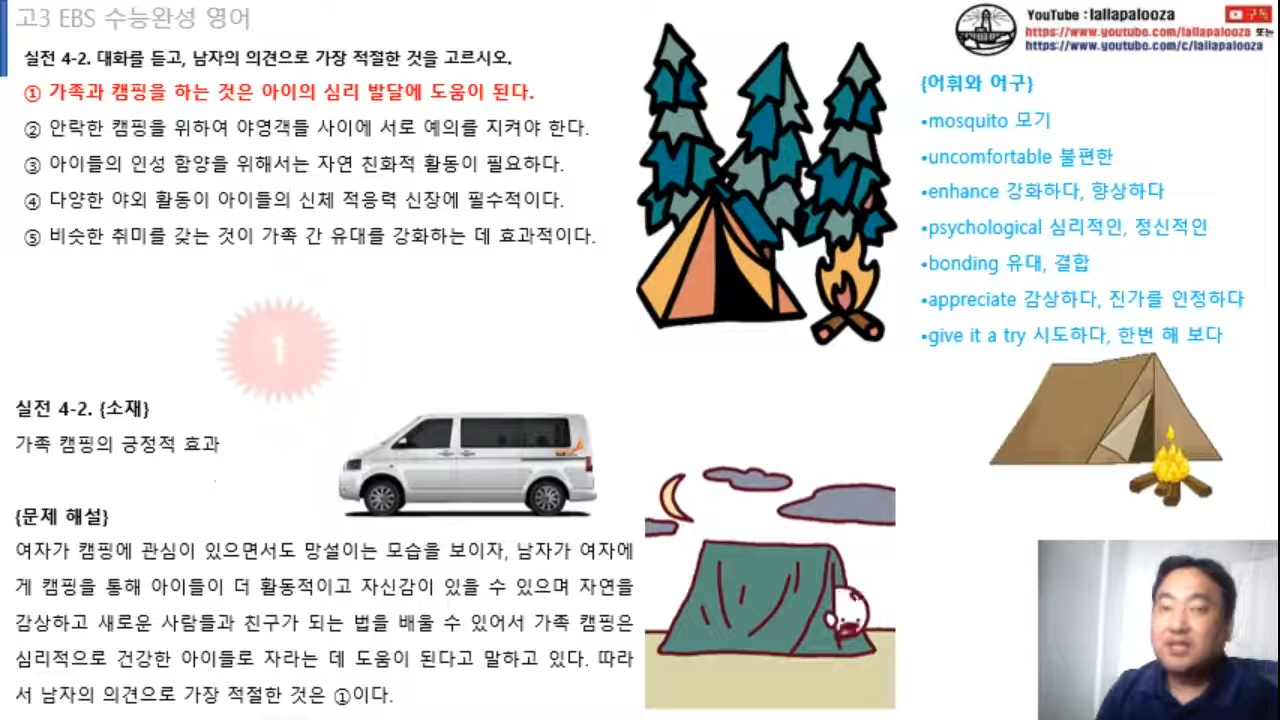 고3 EBS 수능완성 영어
실전 4-2. 대화를 듣고, 남자의 의견으로 가장 적절한 것을 고르시오.
① 가족과 캠핑을 하는 것은 아이의 심리 발달에 도움이 된다.
② 안락한 캠핑을 위하여 야영객들 사이에 서로 예의를 지켜야 한다.
③ 아이들의 인성 함양을 위해서는 자연 친화적 활동이 필요하다.
④ 다양한 야외 활동이 아이들의 신체 적응력 신장에 필수적이다.
⑤ 비슷한 취미를 갖는 것이 가족 간 유대를 강화하는 데 효과적이다.
1
실전 4-2. {소재}
가족 캠핑의 긍정적 효과
{문제 해설}
여자가 캠핑에 관심이 있으면서도 망설이는 모습을 보이자, 남자가 여자에
게 캠핑을 통해 아이들이 더 활동적이고 자신감이 있을 수 있으며 자연을
감상하고 새로운 사람들과 친구가 되는 법을 배울 수 있어서 가족 캠핑은
심리적으로 건강한 아이들로 자라는 데 도움이 된다고 말하고 있다. 따라
서 남자의 의견으로 가장 적절한 것은 ①이다.
YouTube : lallapalooza
구독
https://www.youtube.com/lallapalooza 또는
https://www.youtube.com/c/lallapalooza
{어휘와 어구}
•mosquito 모기
•uncomfortable 불편한
•enhance 강화하다, 향상하다
•psychological 심리적인, 정신적인
•bonding 유대, 결합
•appreciate 감상하다, 진가를 인정하다
•give it a try 시도하다, 한번 해 보다